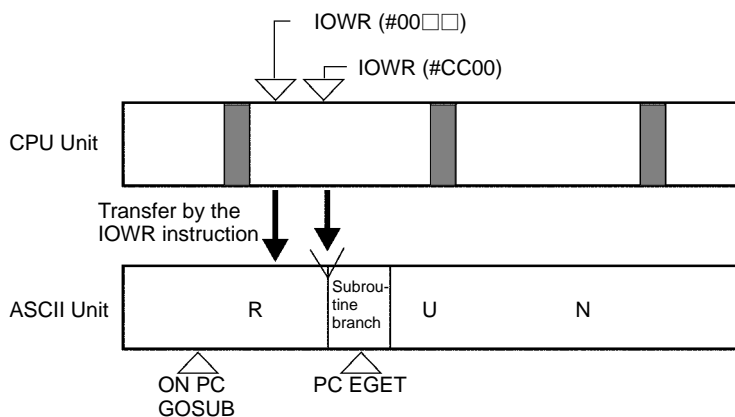 IOWR (#00□□)
IOWR (#CC00)
CPU Unit
Transfer by the
IOWR instruction
ASCII Unit
R
Subrou-
tine
branch
U
N
ON PC
GOSUB
PC EGET